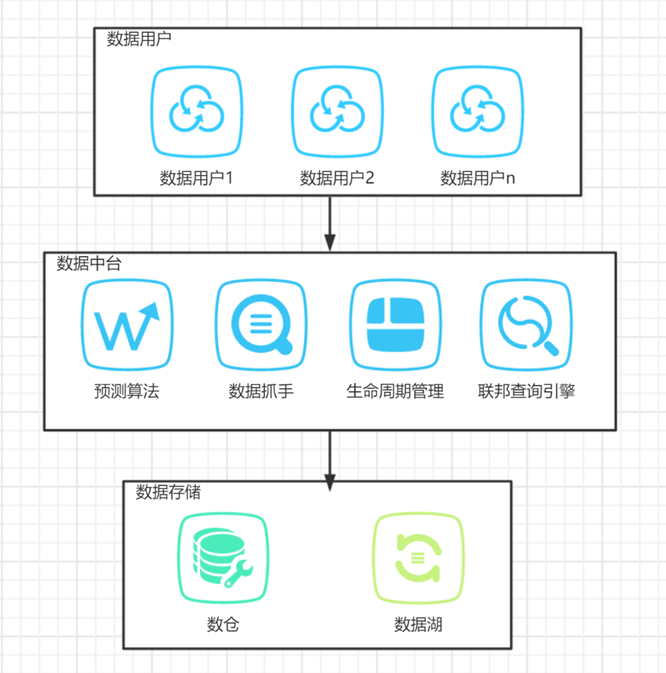 数据用户
数据用户1
数据用户2
数据用户n
数据中台
预测算法
数据抓手
生命周期管理
联邦查询引擎
数据存储
数仓
数据湖